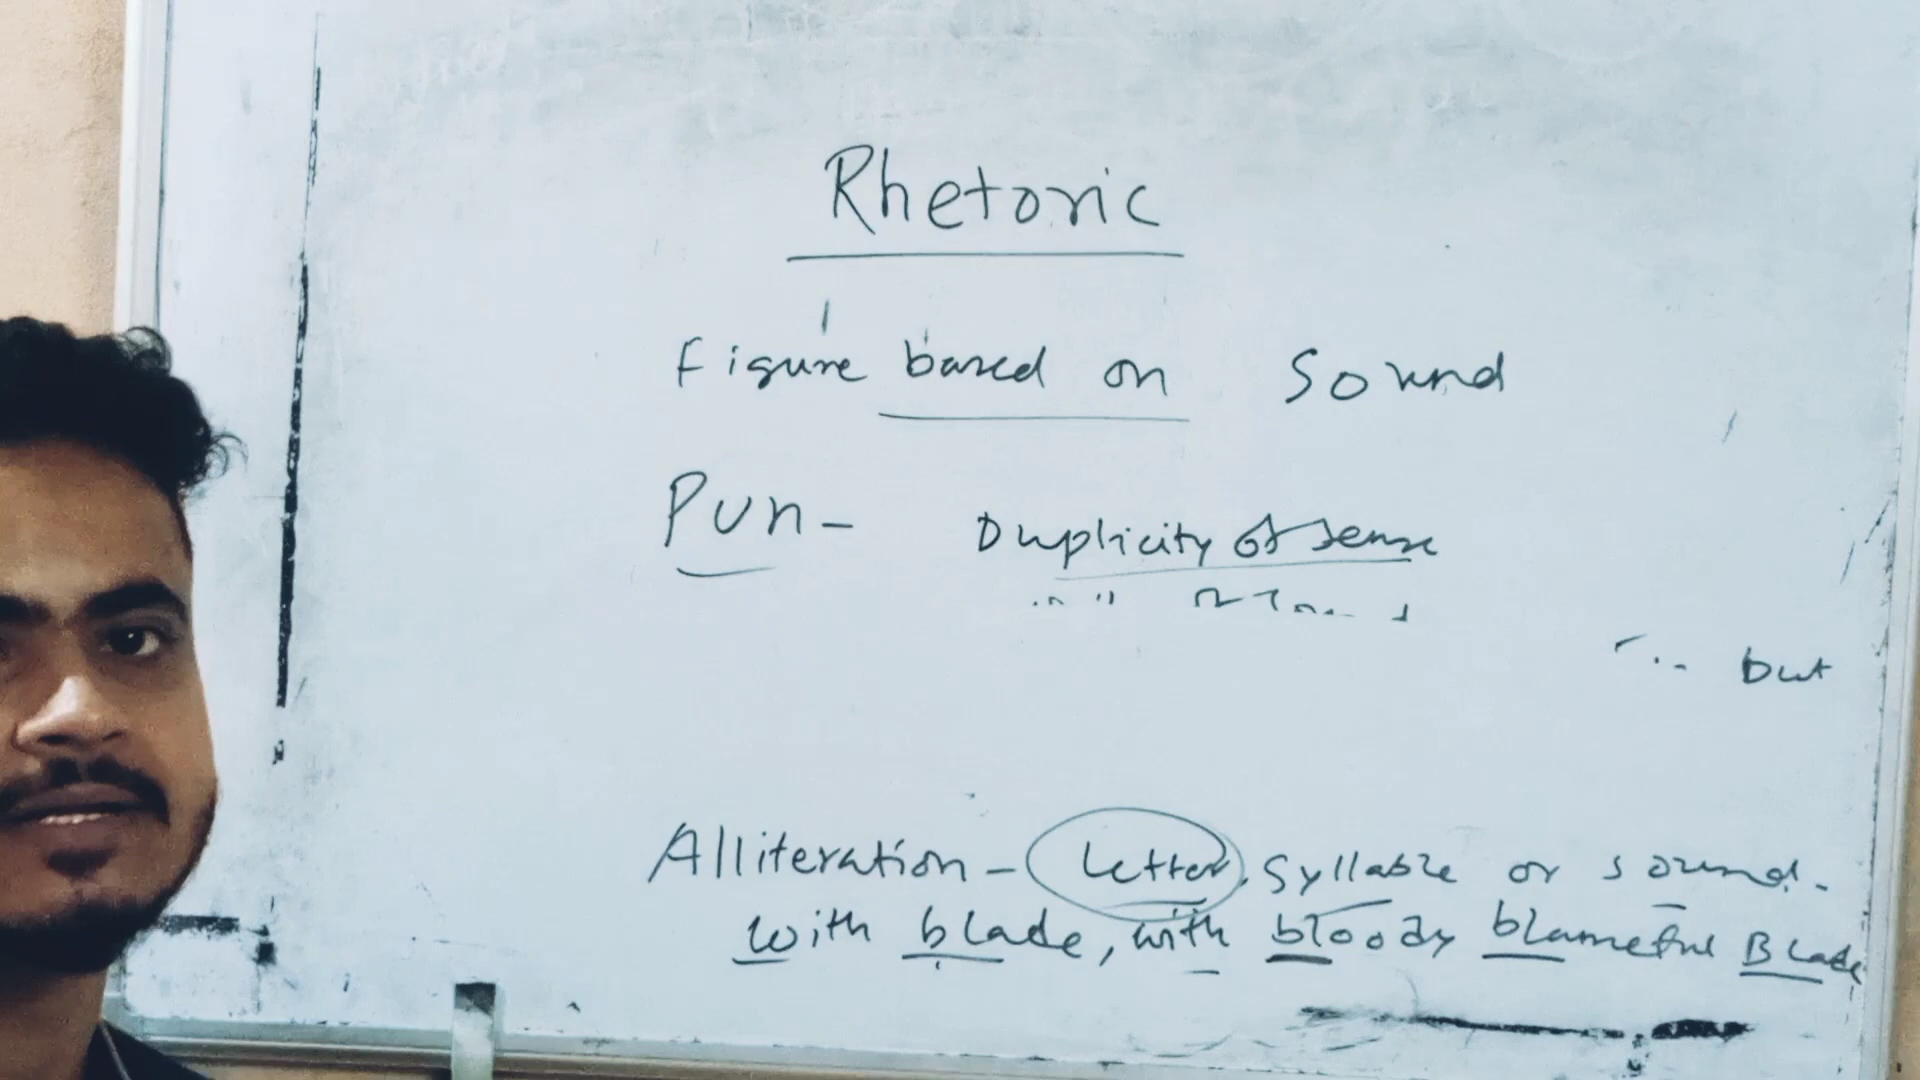 Rhetoric
Figure based on Sound
Pun - Duplicity of sense
but
Alliteration - Letter, Syllable or sound.
with blade, with bloody blameful Blade